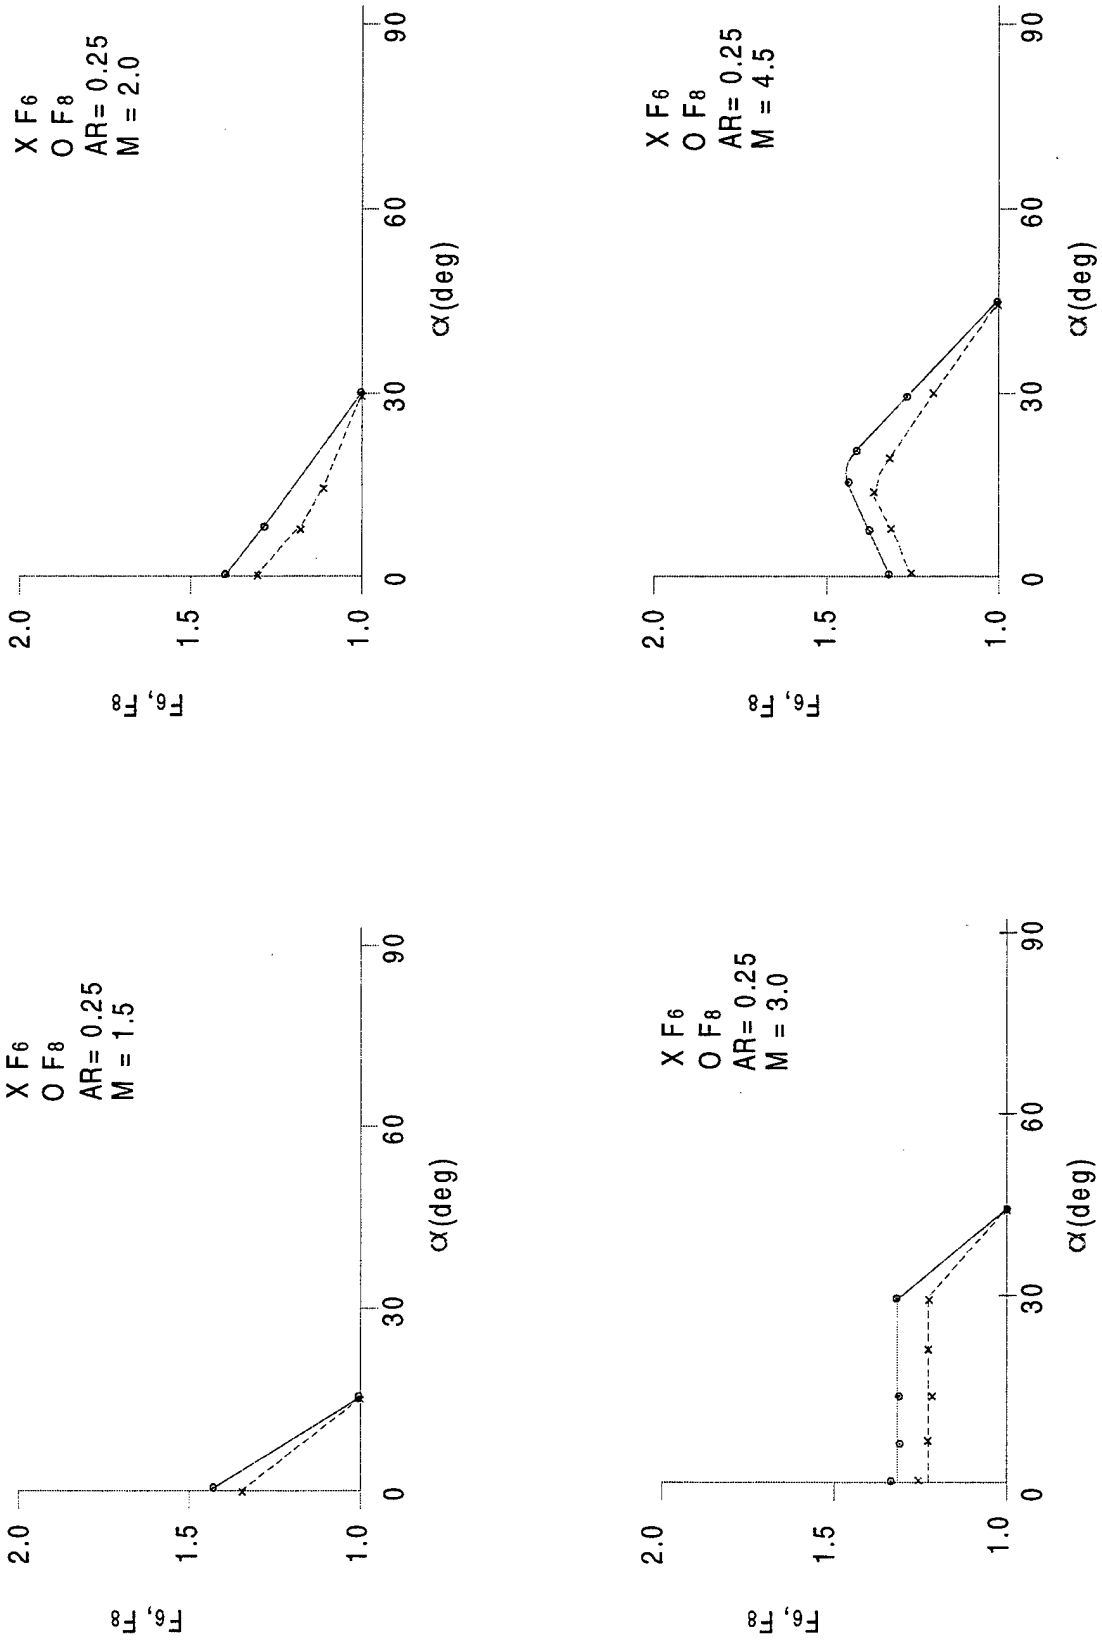 X F6
O F8
AR= 0.25
M = 1.5
2.0
1.5
1.0
F6, F8
0
30
60
90
α(deg)
X F6
O F8
AR= 0.25
M = 2.0
2.0
1.5
1.0
F6, F8
0
30
60
90
α(deg)
X F6
O F8
AR= 0.25
M = 3.0
2.0
1.5
1.0
F6, F8
0
30
60
90
α(deg)
X F6
O F8
AR= 0.25
M = 4.5
2.0
1.5
1.0
F6, F8
0
30
60
90
α(deg)